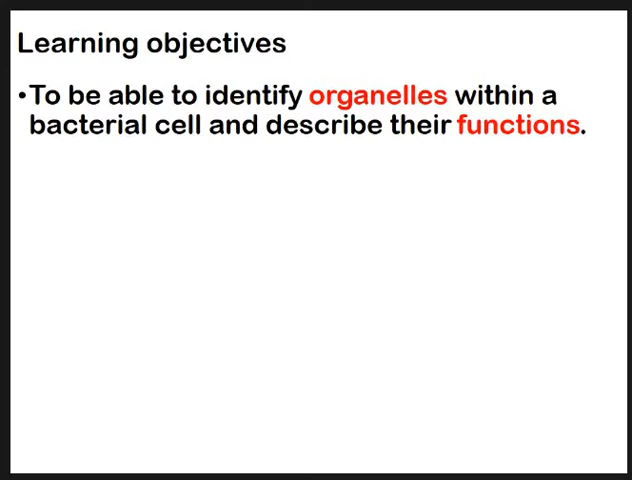 Learning objectives
•To be able to identify organelles within a
bacterial cell and describe their functions.